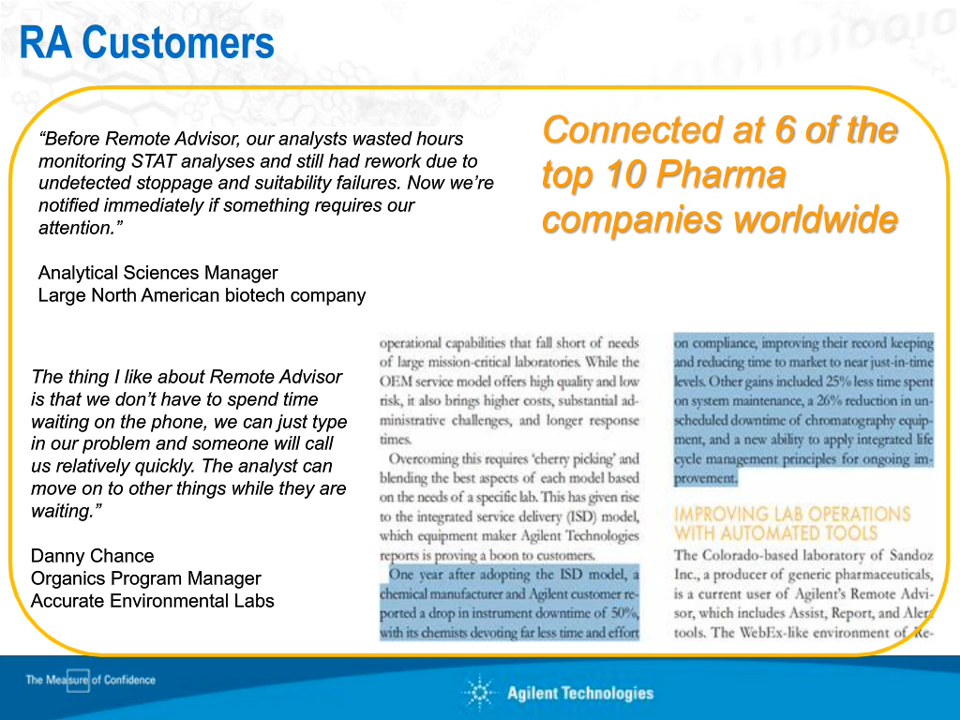 RA Customers
“Before Remote Advisor, our analysts wasted hours
monitoring STAT analyses and still had rework due to
undetected stoppage and suitability failures. Now we’re
notified immediately if something requires our
attention.”
Analytical Sciences Manager
Large North American biotech company
Connected at 6 of the
top 10 Pharma
companies worldwide
The thing I like about Remote Advisor
is that we don’t have to spend time
waiting on the phone, we can just type
in our problem and someone will call
us relatively quickly. The analyst can
move on to other things while they are
waiting.”
Danny Chance
Organics Program Manager
Accurate Environmental Labs
operational capabilities that fall short of needs
of large mission-critical laboratories. While the
OEM service model offers high quality and low
risk, it also brings higher costs, substantial ad-
ministrative challenges, and longer response
times.
Overcoming this requires ‘cherry picking’ and
blending the best aspects of each model based
on the needs of a specific lab. This has given rise
to the integrated service delivery (ISD) model,
which equipment maker Agilent Technologies
reports is proving a boon to customers.
One year after adopting the ISD model, a
chemical manufacturer and Agilent customer re-
ported a drop in instrument downtime of 50%,
with its chemists devoting far less time and effort
on compliance, improving their record keeping
and reducing time to market to near just-in-time
levels. Other gains included 25% less time spent
on system maintenance, a 26% reduction in un-
scheduled downtime of chromatography equip-
ment, and a new ability to apply integrated life
cycle management principles for ongoing im-
provement.
IMPROVING LAB OPERATIONS
WITH AUTOMATED TOOLS
The Colorado-based laboratory of Sandoz
Inc., a producer of generic pharmaceuticals,
is a current user of Agilent’s Remote Advi-
sor, which includes Assist, Report, and Alert
tools. The WebEx-like environment of Re-
The Measure of Confidence
Agilent Technologies